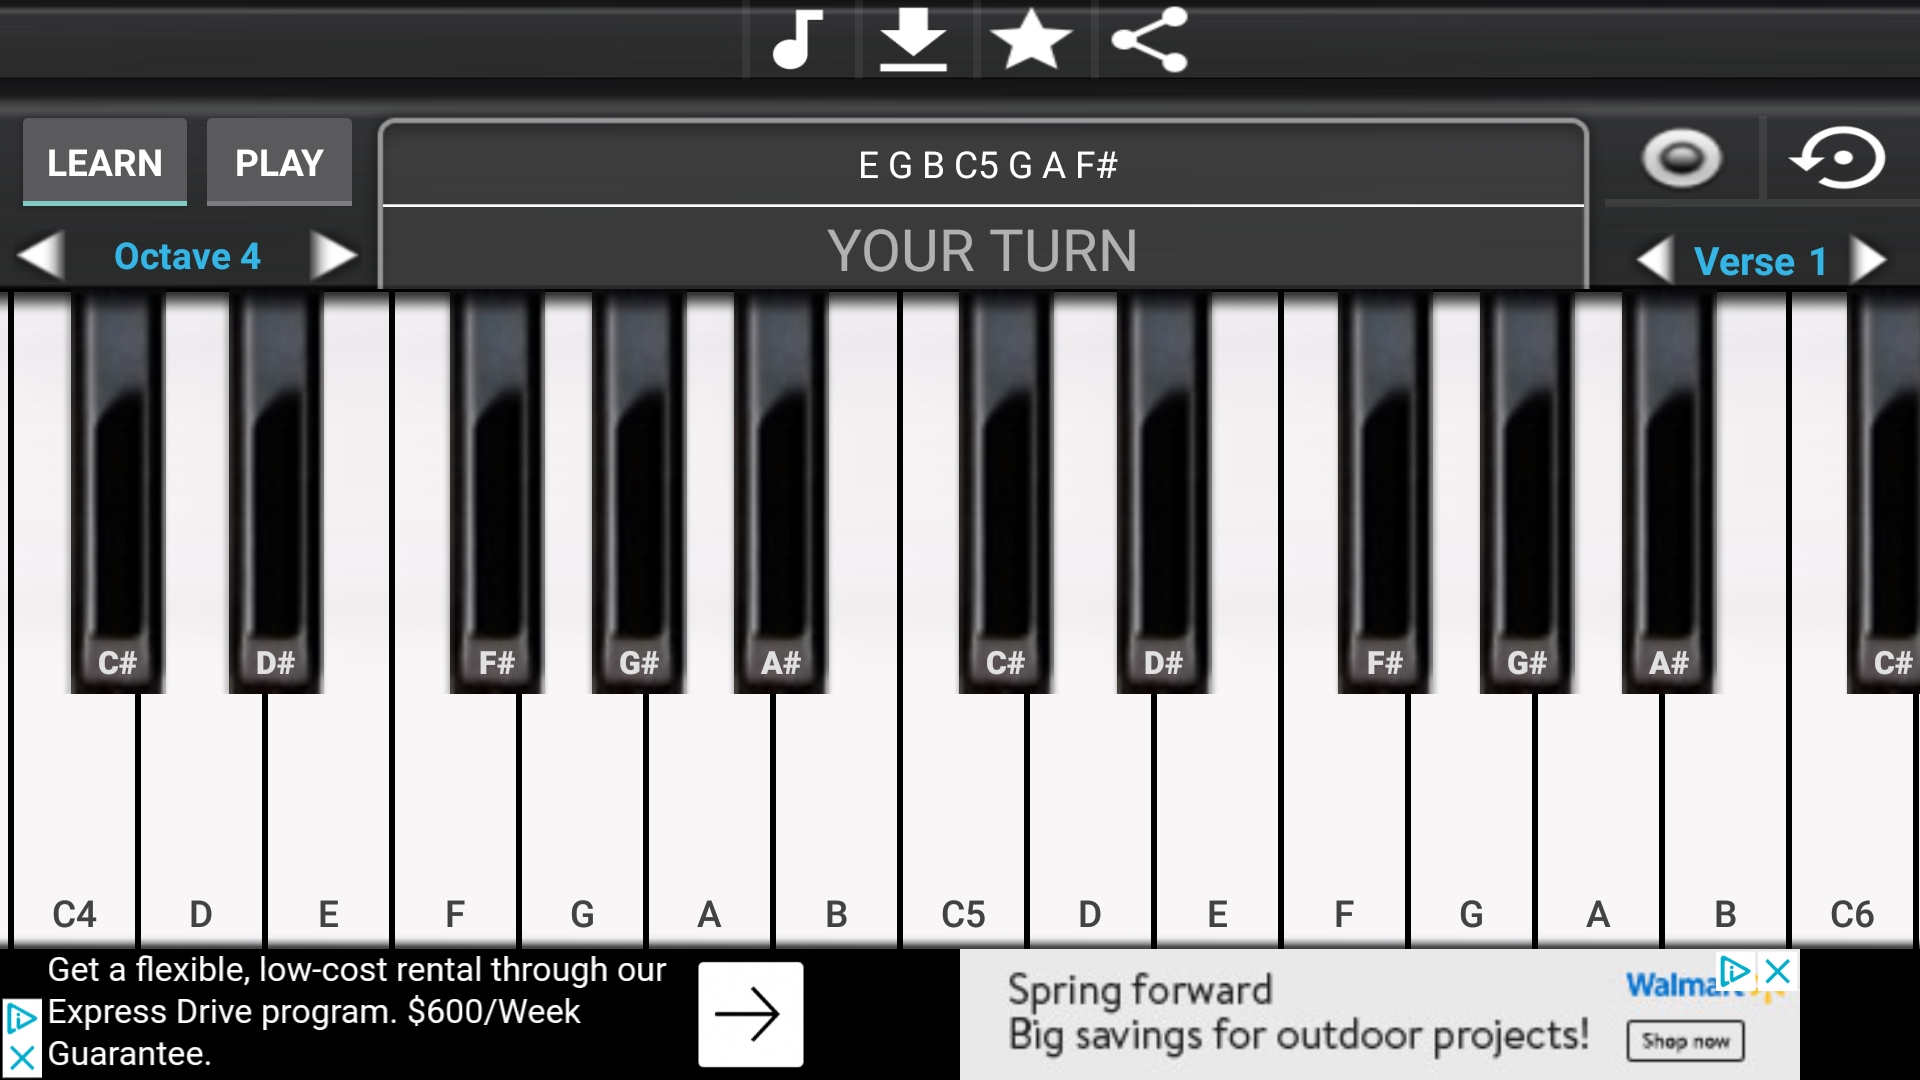 LEARN
PLAY
E G B C5 G A F#
Octave 4
YOUR TURN
Verse 1
C# D# F# G# A# C# D# F# G# A# C#
C4 D E F G A B C5 D E F G A B C6
Get a flexible, low-cost rental through our
Express Drive program. $600/Week
Guarantee.
Spring forward
Big savings for outdoor projects!
Shop now